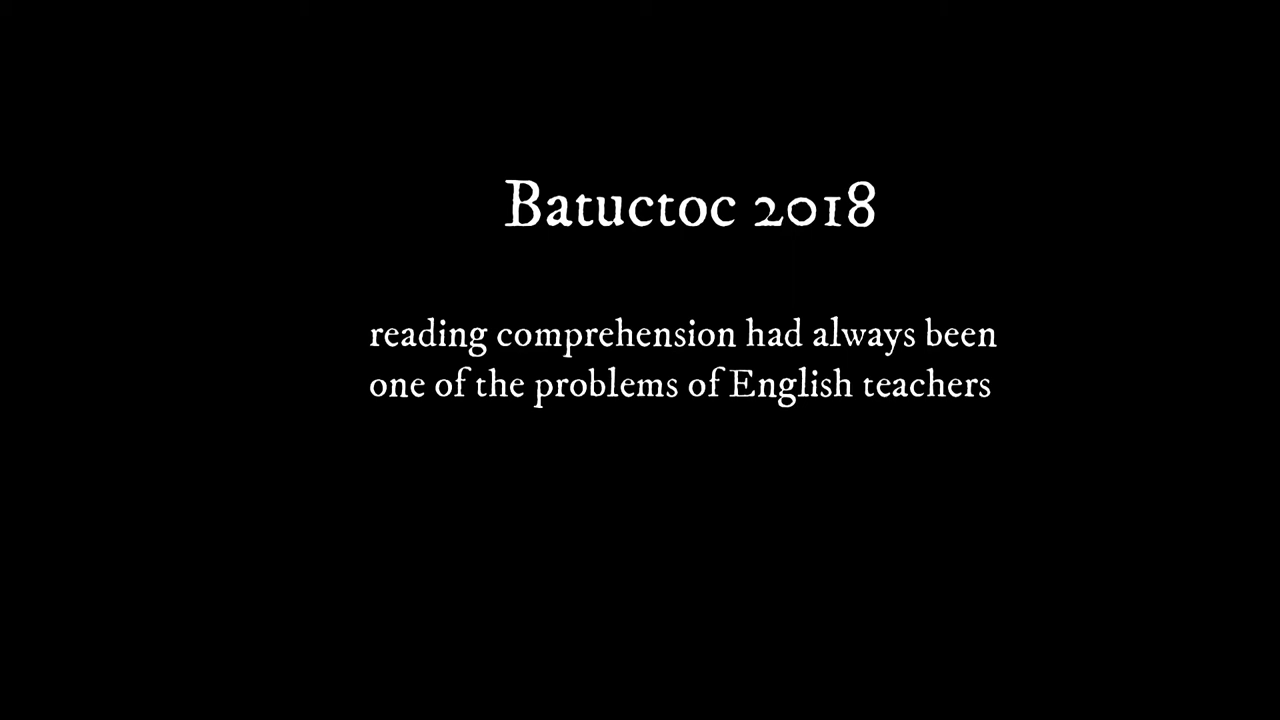 Batuctoc 2018
reading comprehension had always been
one of the problems of English teachers